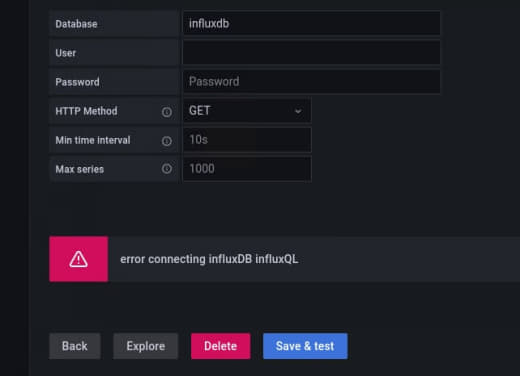 Database influxdb
User
Password Password
HTTP Method GET
Min time interval 10s
Max series 1000
error connecting influxDB influxQL
Back Explore Delete Save & test